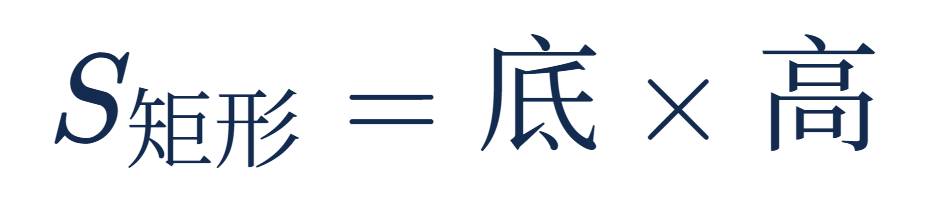 S矩形 = 底 × 高